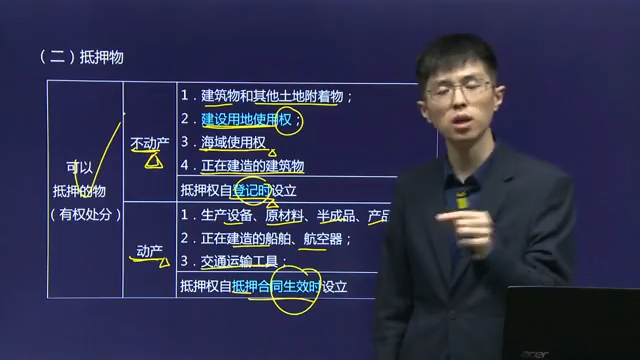 （二）抵押物
可以
抵押的物
（有权处分）
不动产
1．建筑物和其他土地附着物；
2．建设用地使用权；
3．海域使用权
4．正在建造的建筑物
抵押权自登记时设立
动产
1．生产设备、原材料、半成品、产品
2．正在建造的船舶、航空器；
3．交通运输工具；
抵押权自抵押合同生效时设立
acer